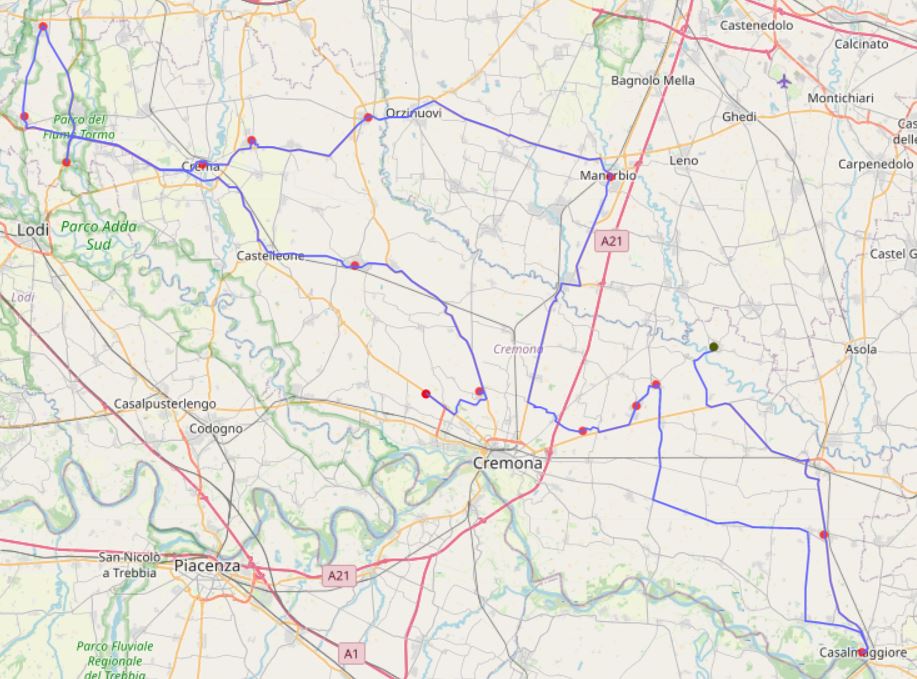 Castenedolo
Calcinato
Bagnolo Mella
Montichiari
Orzinuovi
Ghedi
Parco del
Fiume Tormo
Cas
delle
Leno
Carpenedolo
Crema
Manerbio
Parco Adda
Sud
Lodi
A21
Castelleone
Castel G
Lodi
Cremona
Asola
Casalpusterlengo
Codogno
Cremona
San-Nicolò
a Trebbia
Piacenza
A21
A1
Casalmaggiore
Parco Fluviale
Regionale
del Trebbia